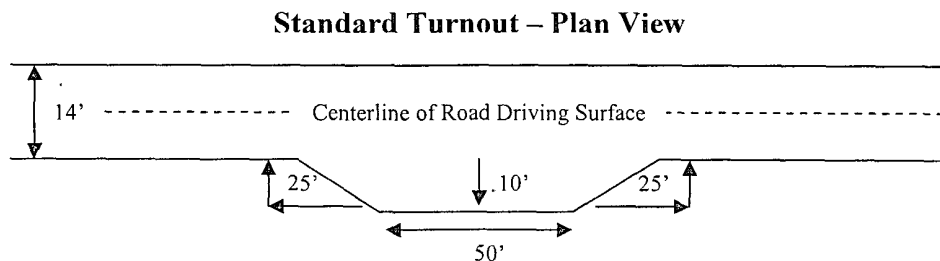 Standard Turnout – Plan View
14'
Centerline of Road Driving Surface
25'
.10'
25'
50'